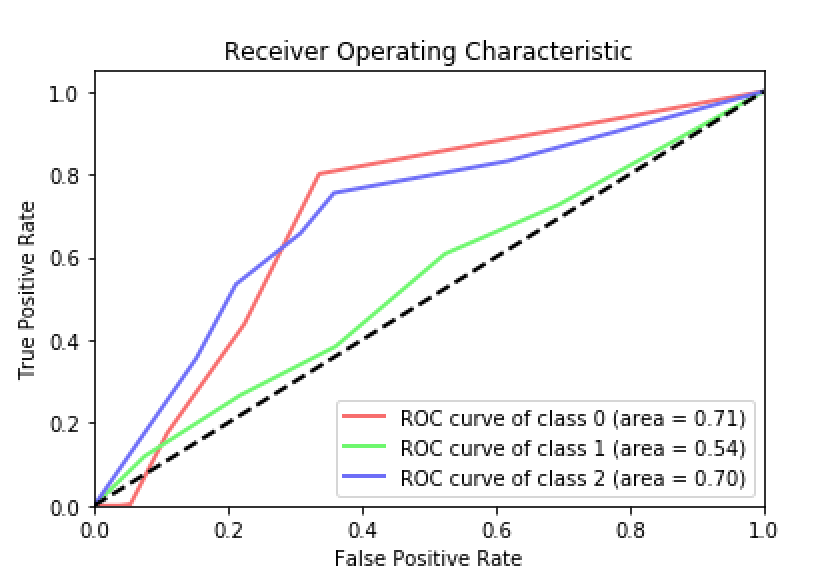 Receiver Operating Characteristic
1.0
0.8
0.6
0.4
0.2
0.0
True Positive Rate
ROC curve of class 0 (area = 0.71)
ROC curve of class 1 (area = 0.54)
ROC curve of class 2 (area = 0.70)
0.0 0.2 0.4 0.6 0.8 1.0
False Positive Rate